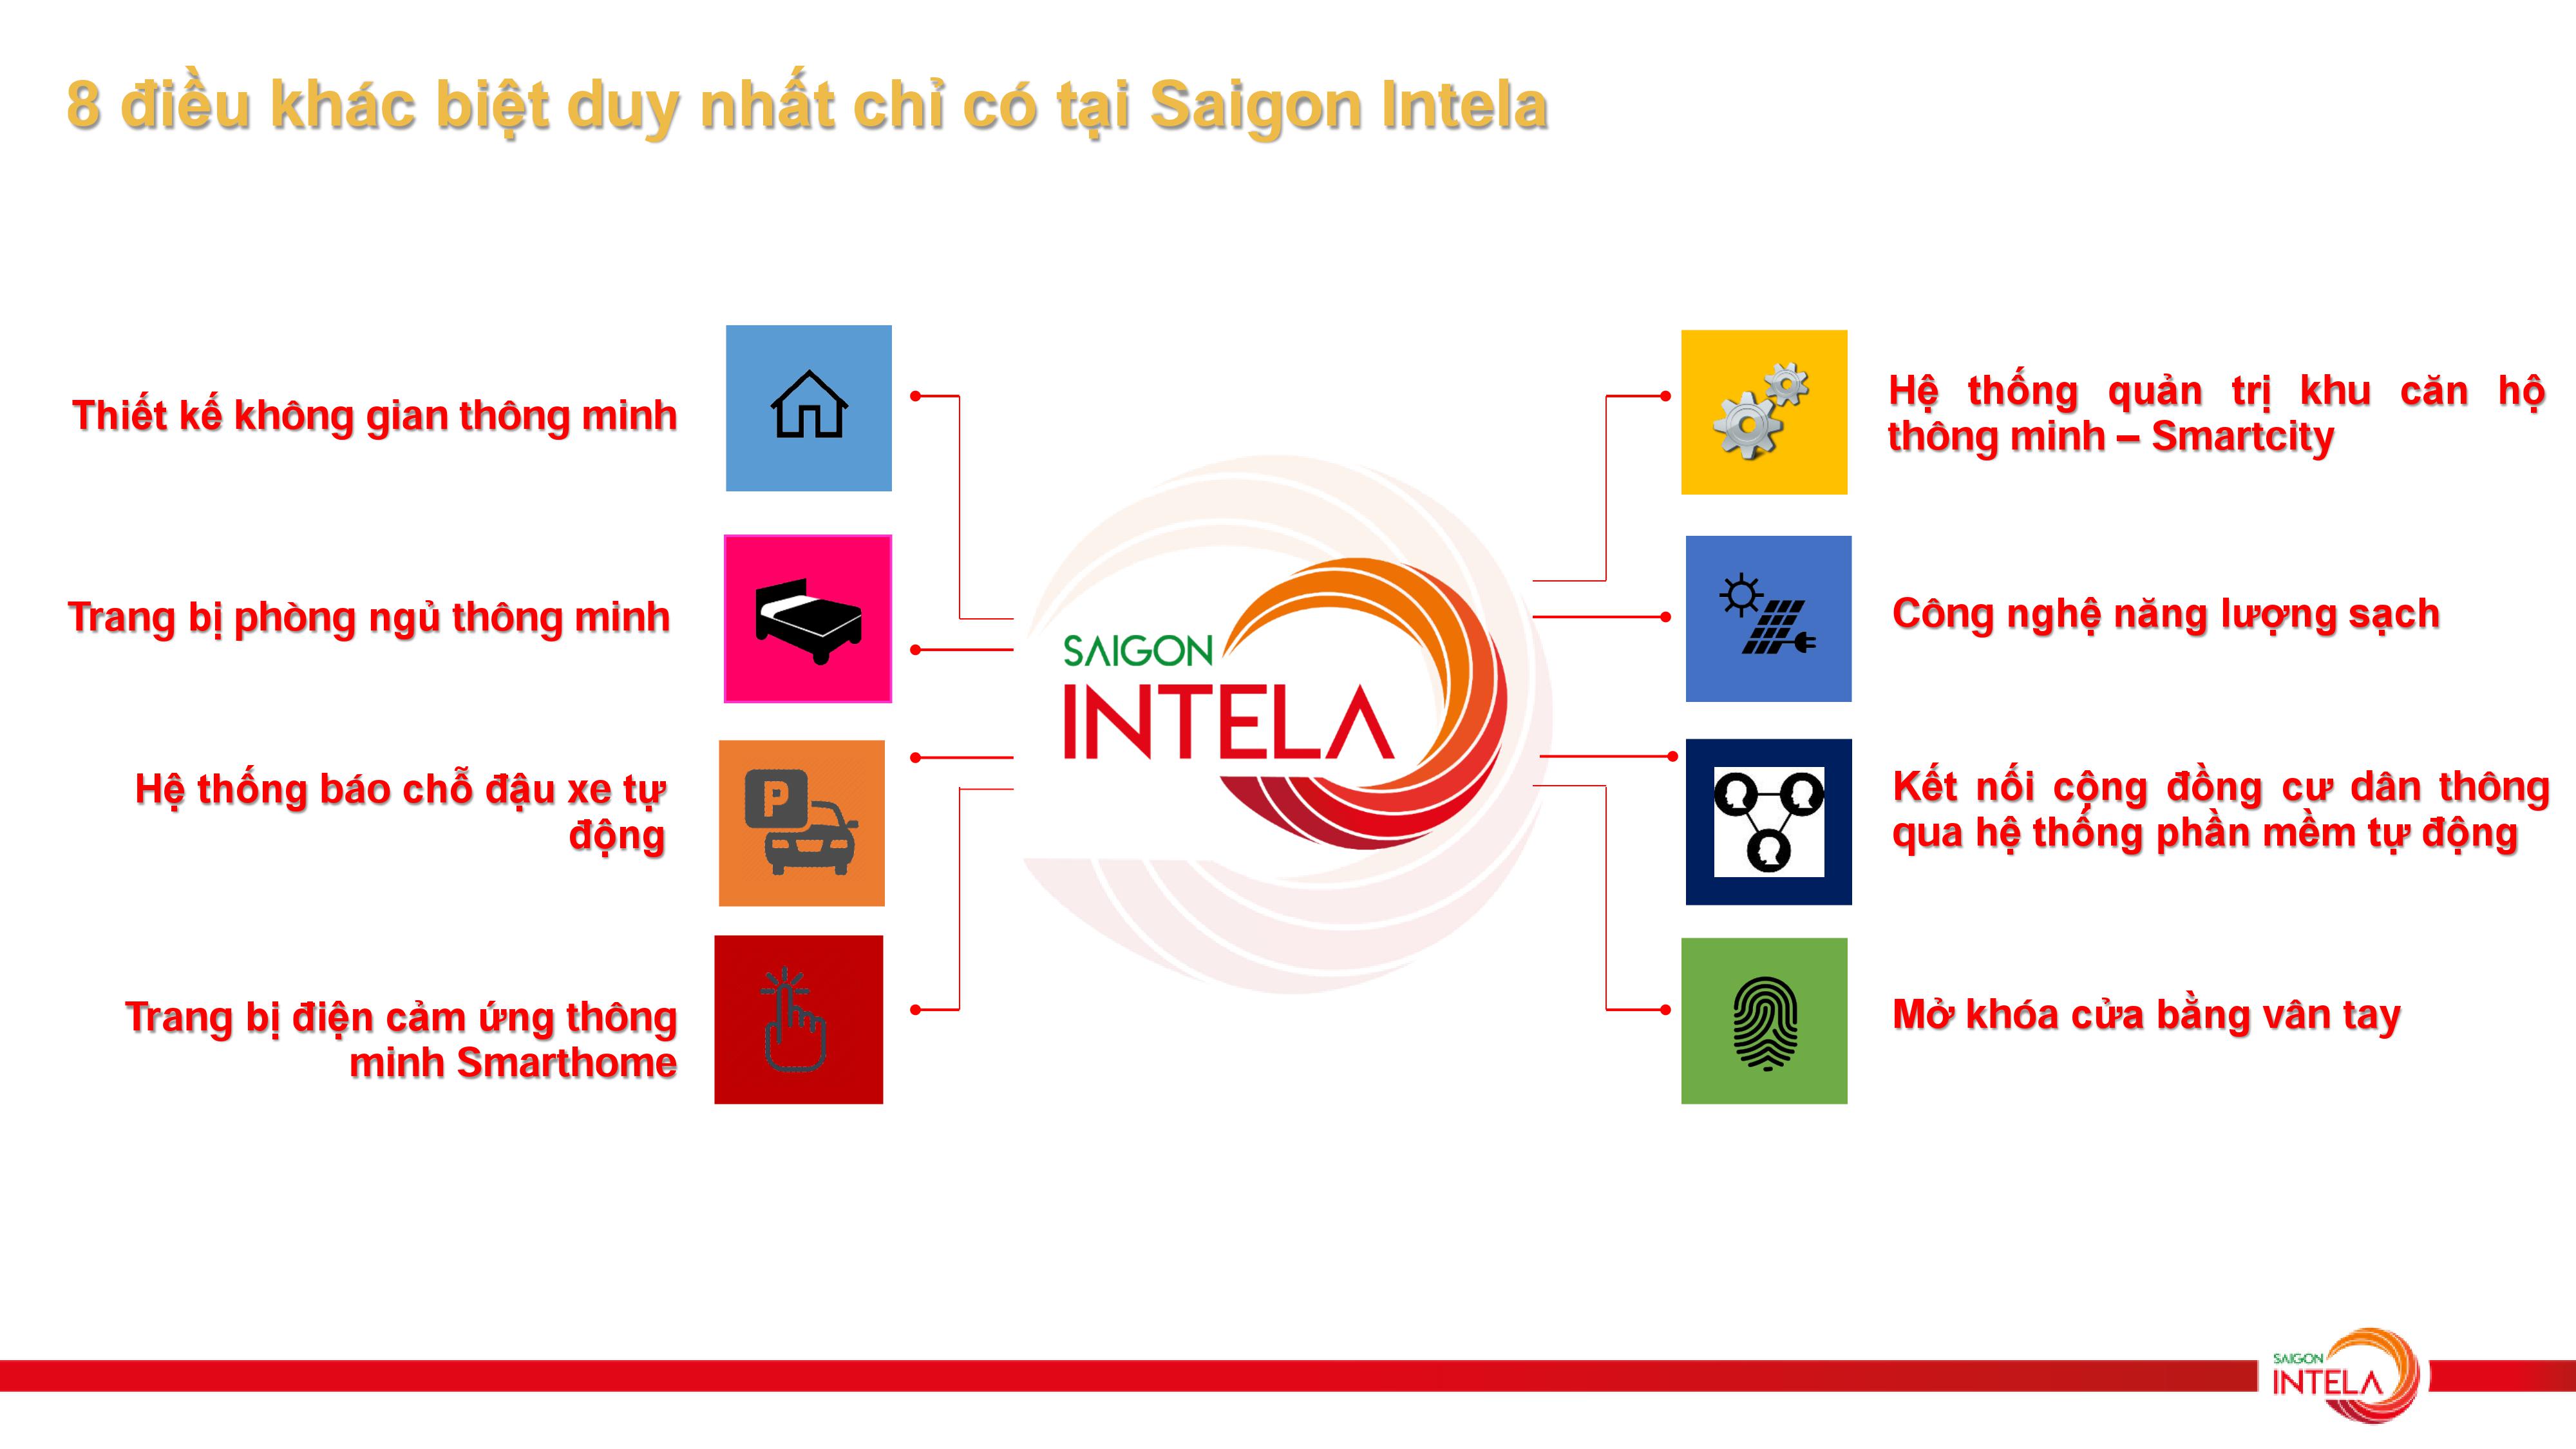 8 điều khác biệt duy nhất chỉ có tại Saigon Intela
Thiết kế không gian thông minh
Trang bị phòng ngủ thông minh
Hệ thống báo chỗ đậu xe tự
động
Trang bị điện cảm ứng thông
minh Smarthome
P
SAIGON
INTELA
Hệ thống quản trị khu căn hộ
thông minh – Smartcity
Công nghệ năng lượng sạch
Kết nối cộng đồng cư dân thông
qua hệ thống phần mềm tự động
Mở khóa cửa bằng vân tay
SAIGON
INTELA